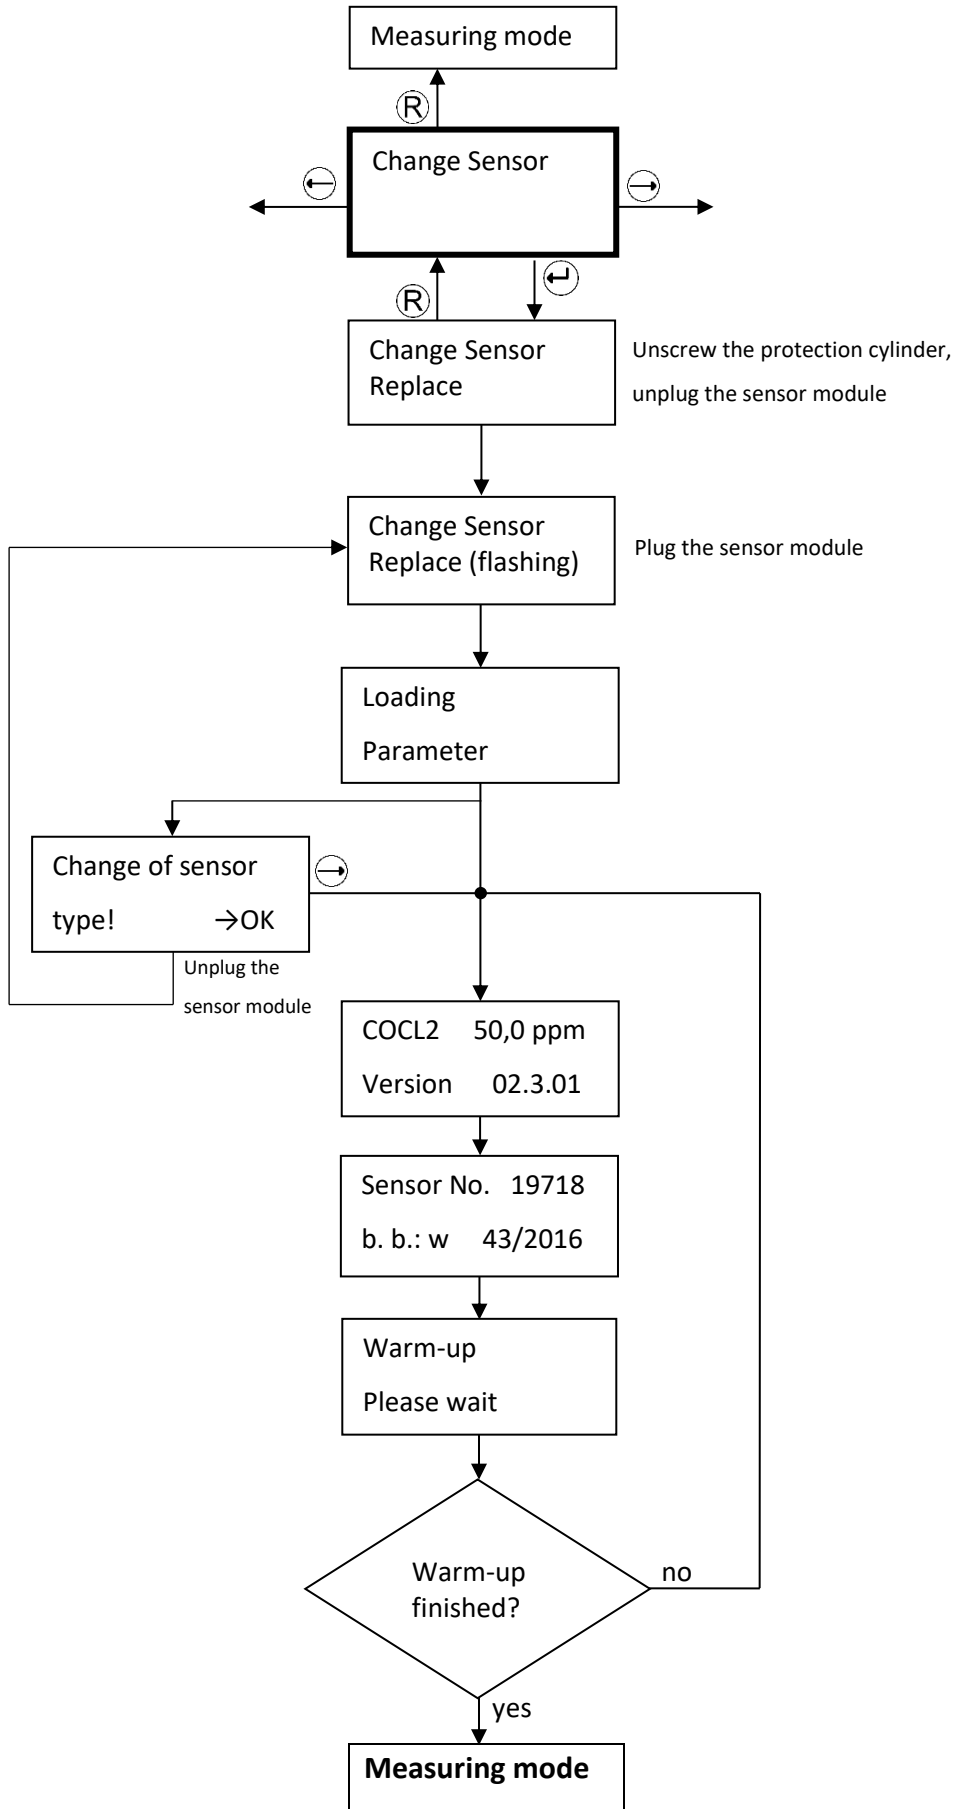 Measuring mode
R
Change Sensor
←
→
R
↵
Change Sensor
Replace
Unscrew the protection cylinder,
unplug the sensor module
Change Sensor
Replace (flashing)
Plug the sensor module
Loading
Parameter
Change of sensor
type! →OK
→
Unplug the
sensor module
COCL2 50,0 ppm
Version 02.3.01
Sensor No. 19718
b. b.: w 43/2016
Warm-up
Please wait
Warm-up
finished?
no
yes
Measuring mode